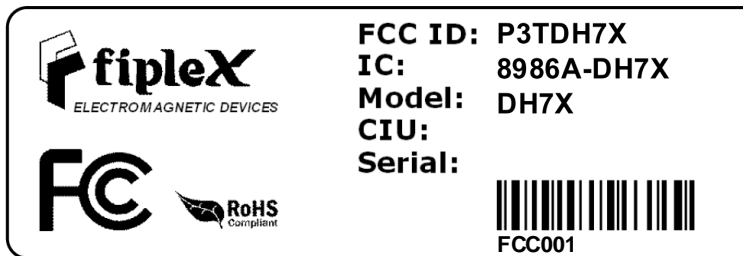 fipleX
ELECTROMAGNETIC DEVICES
FC
RoHS
Compliant
FCC ID: P3TDH7X
IC: 8986A-DH7X
Model: DH7X
CIU:
Serial:
FCC001